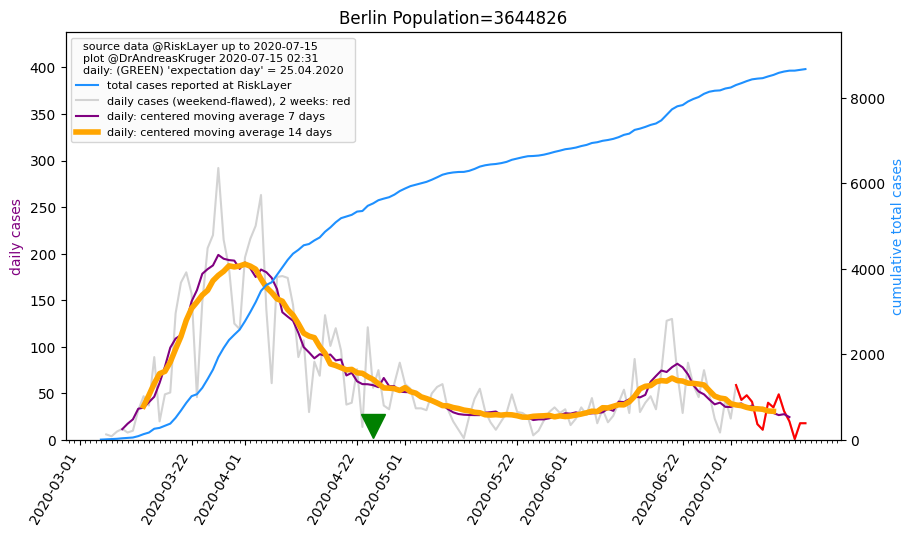 Berlin Population=3644826
source data @RiskLayer up to 2020-07-15
plot @DrAndreasKruger 2020-07-15 02:31
daily: (GREEN) 'expectation day' = 25.04.2020
total cases reported at RiskLayer
daily cases (weekend-flawed), 2 weeks: red
daily: centered moving average 7 days
daily: centered moving average 14 days
daily cases
400
350
300
250
200
150
100
50
0
cumulative total cases
8000
6000
4000
2000
0
2020-03-01
2020-03-22
2020-04-01
2020-04-22
2020-05-01
2020-05-22
2020-06-01
2020-06-22
2020-07-01